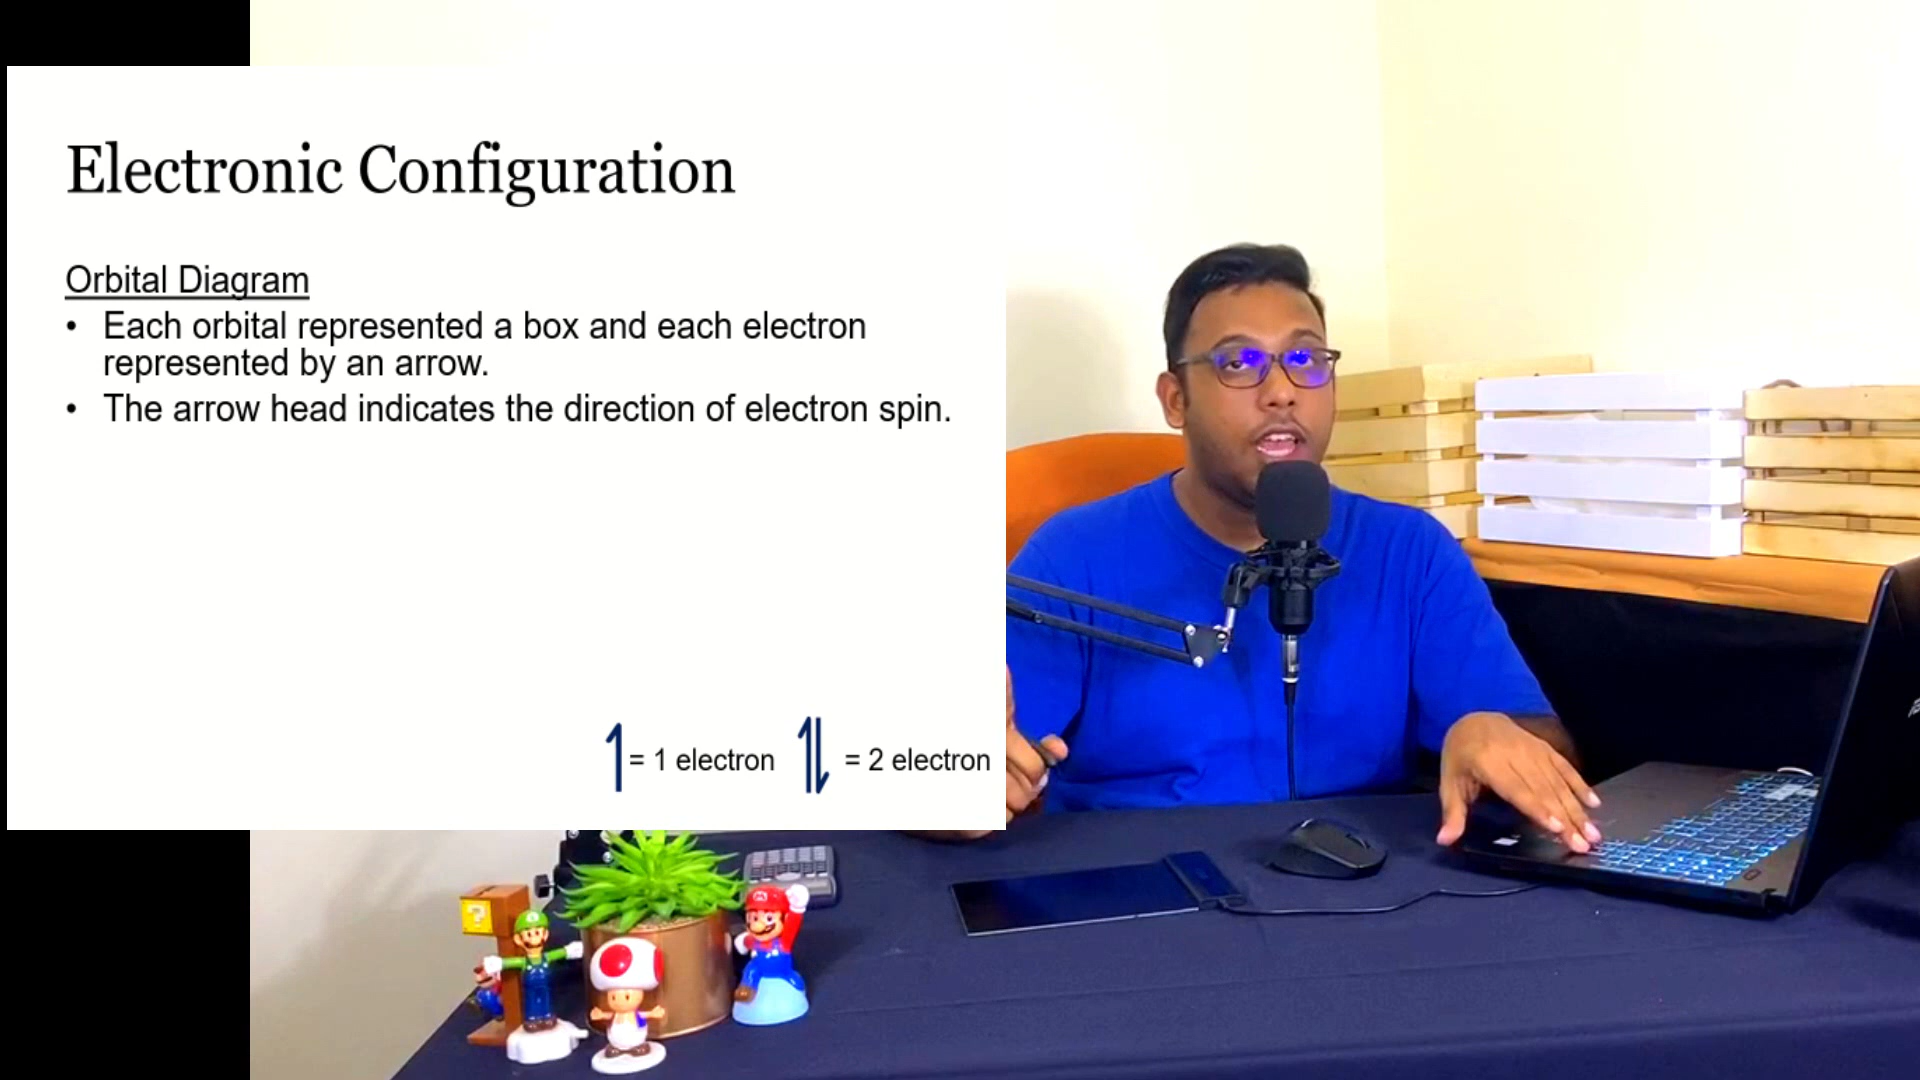 Electronic Configuration
Orbital Diagram
• Each orbital represented a box and each electron
represented by an arrow.
• The arrow head indicates the direction of electron spin.
= 1 electron
= 2 electron
?
M